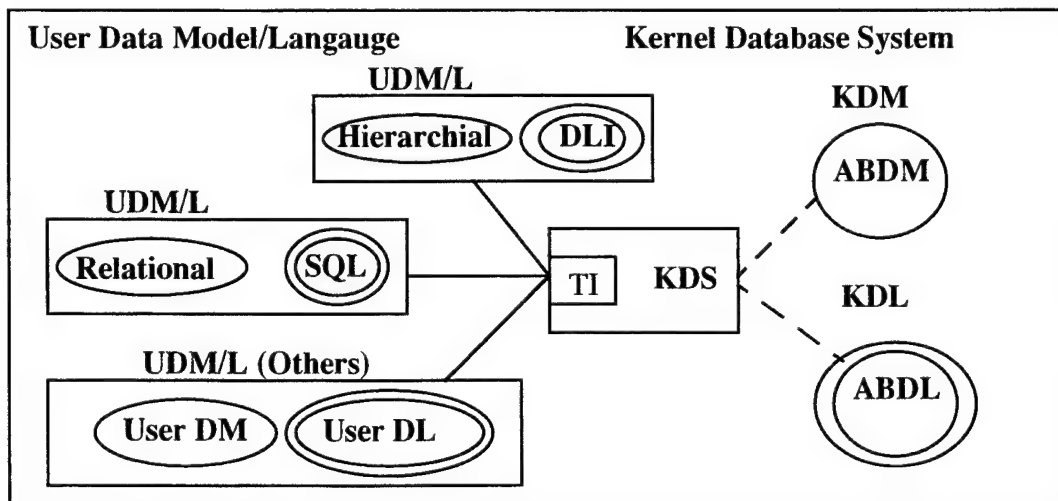 User Data Model/Langauge
Kernel Database System
UDM/L
Hierarchial
DLI
KDM
ABDM
UDM/L
Relational
SQL
TI
KDS
KDL
ABDL
UDM/L (Others)
User DM
User DL